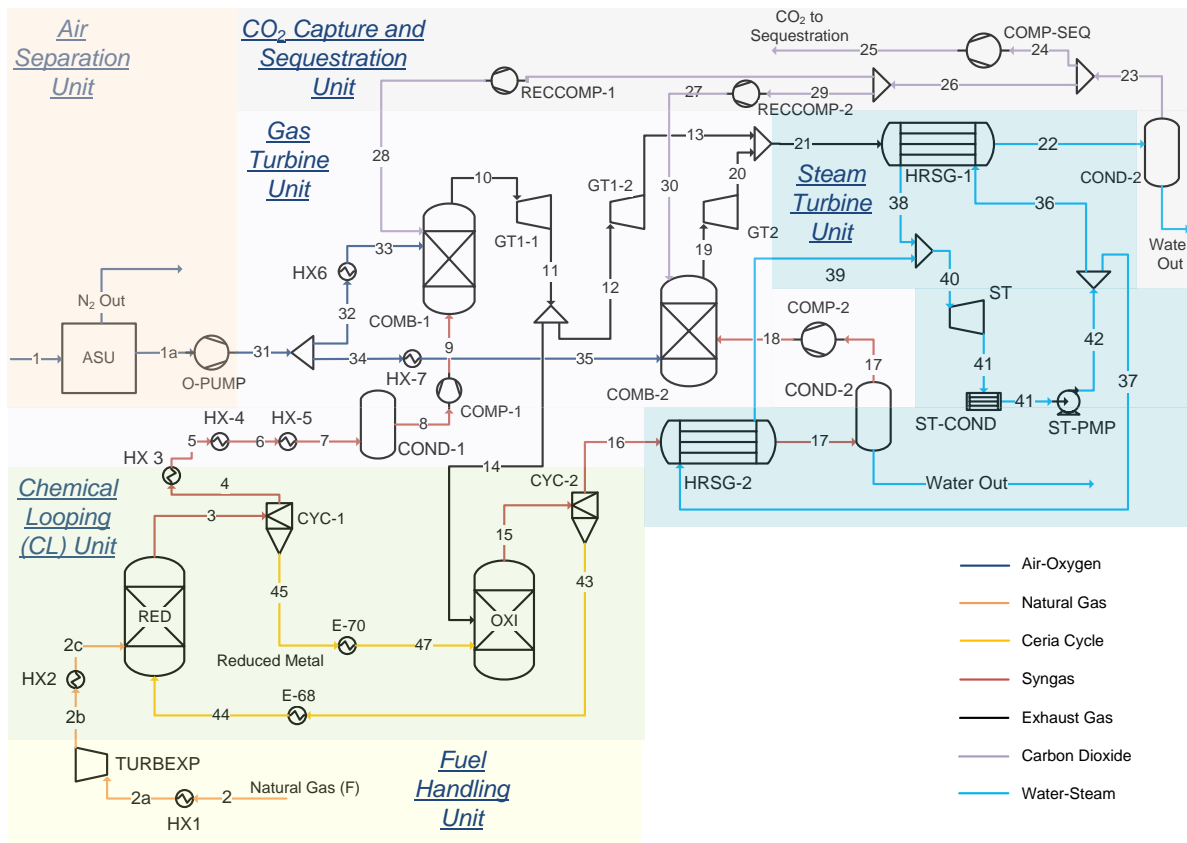 Air
Separation
Unit
CO₂ Capture and
Sequestration
Unit
CO₂ to
Sequestration
25
COMP-SEQ
24
23
RECCOMP-1
27
RECCOMP-2
29
26
Gas
Turbine
Unit
28
10
GT1-1
GT1-2
13
30
20
GT2
21
HRSG-1
22
COND-2
Steam
Turbine
Unit
38
36
Water
Out
HX6
33
32
COMB-1
11
12
19
39
40
ST
N₂ Out
1
ASU
1a
O-PUMP
31
34
HX-7
35
9
COMB-2
18
COMP-2
17
COND-2
41
42
37
ST-COND
41
ST-PMP
COMP-1
8
COND-1
5
HX-4
6
HX-5
7
HX 3
4
14
16
HRSG-2
17
Water Out
Chemical
Looping
(CL) Unit
3
CYC-1
CYC-2
15
43
45
RED
OXI
E-70
47
Reduced Metal
2c
HX2
2b
44
E-68
TURBEXP
2a
2
Natural Gas (F)
HX1
Fuel
Handling
Unit
Air-Oxygen
Natural Gas
Ceria Cycle
Syngas
Exhaust Gas
Carbon Dioxide
Water-Steam